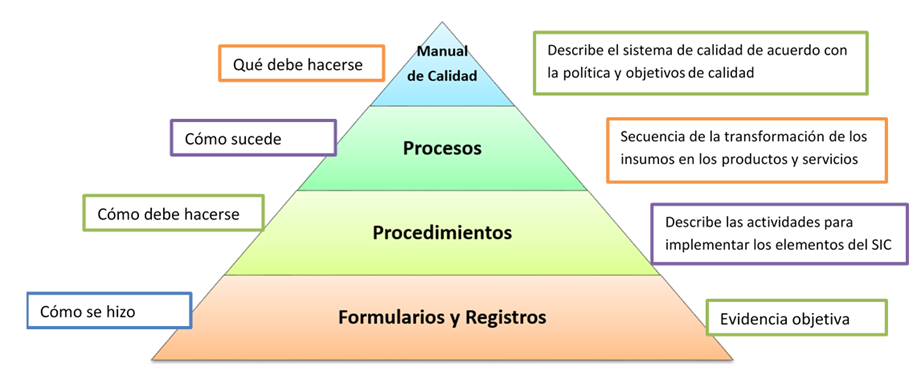 Manual
de Calidad
Qué debe hacerse
Describe el sistema de calidad de acuerdo con
la política y objetivos de calidad
Cómo sucede
Procesos
Secuencia de la transformación de los
insumos en los productos y servicios
Cómo debe hacerse
Procedimientos
Describe las actividades para
implementar los elementos del SIC
Cómo se hizo
Formularios y Registros
Evidencia objetiva